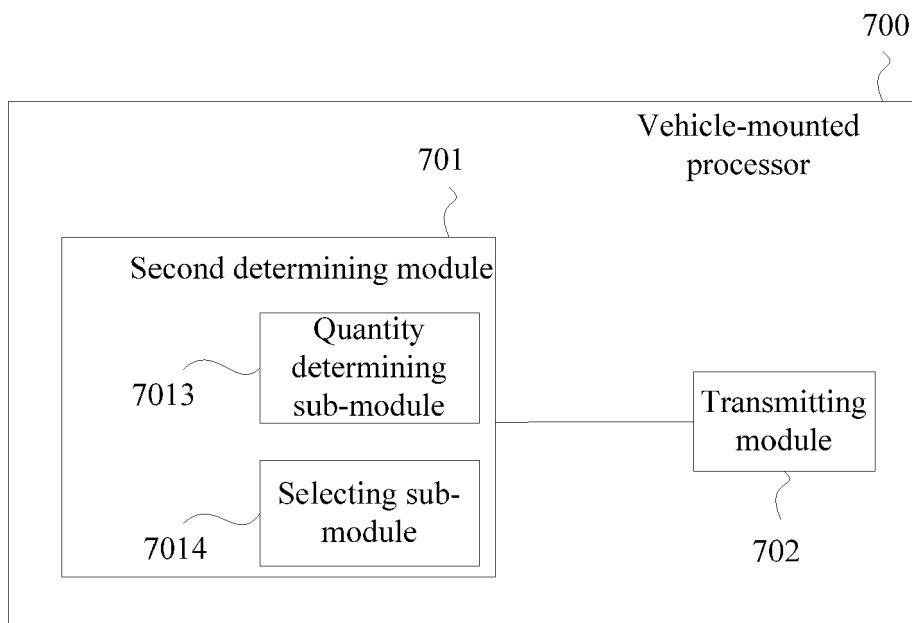 700
Vehicle-mounted
processor
701
Second determining module
Quantity
determining
sub-module
7013
Transmitting
module
Selecting sub-
module
7014
702